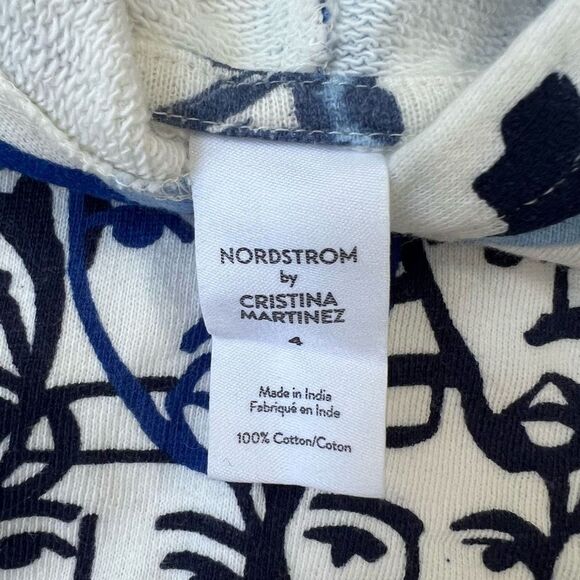 NORDSTROM
by
CRISTINA
MARTINEZ
4
Made in India
Fabriqué en Inde
100% Cotton/Coton